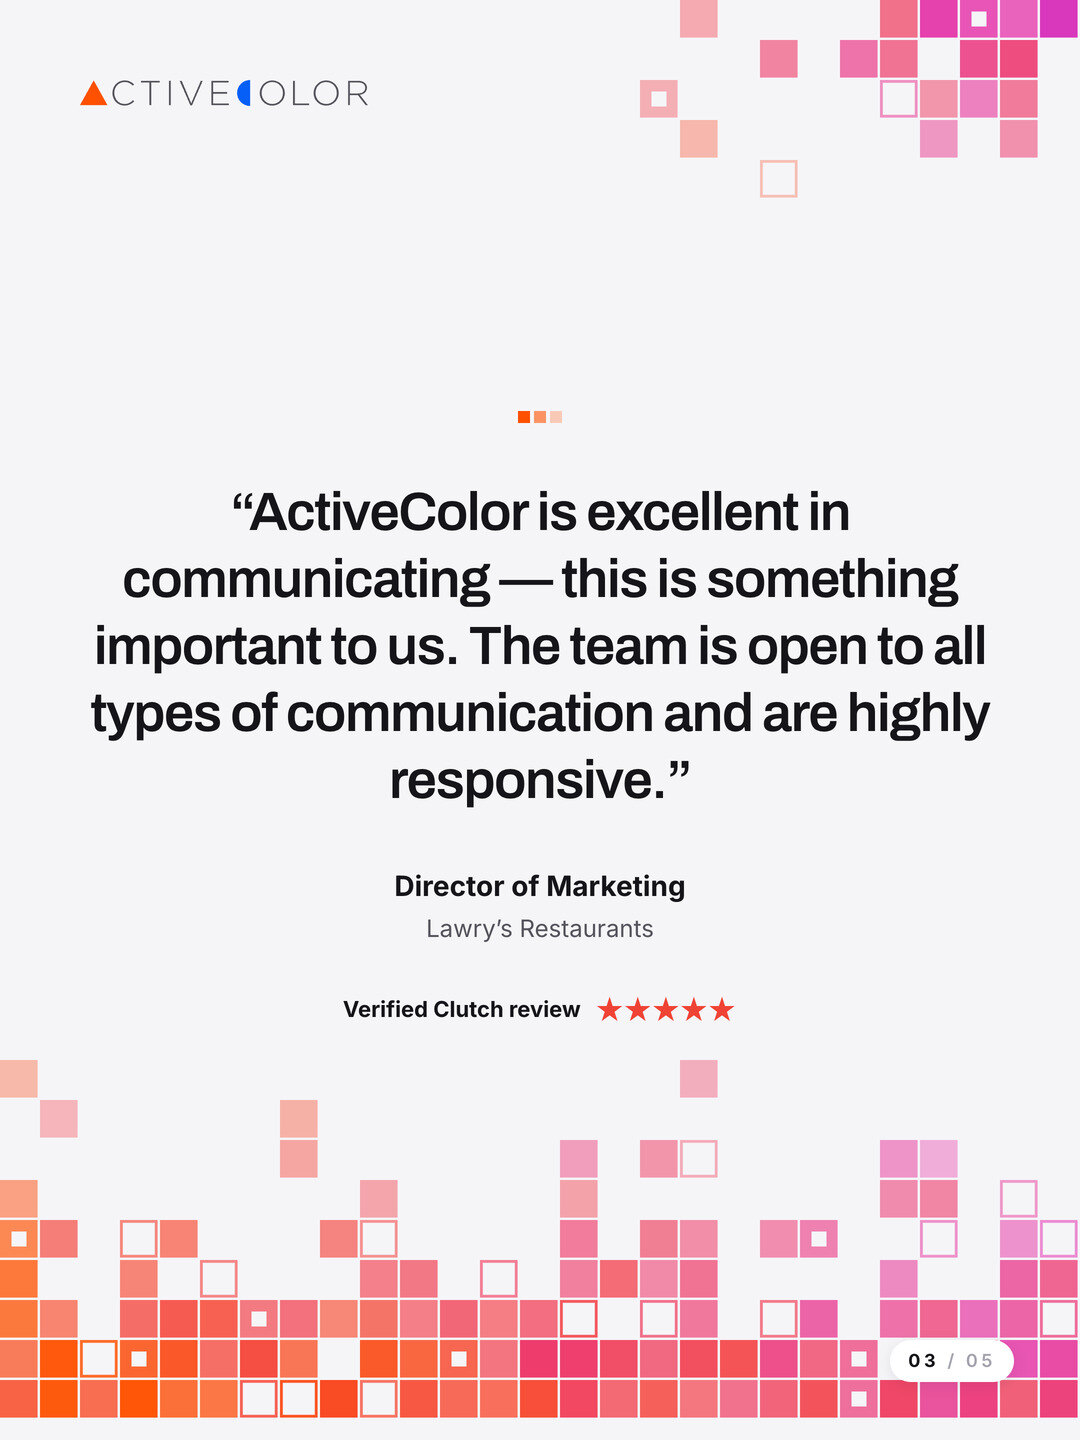 ACTIVECOLOR
“ActiveColor is excellent in
communicating — this is something
important to us. The team is open to all
types of communication and are highly
responsive.”
Director of Marketing
Lawry’s Restaurants
Verified Clutch review ★★★★★
03 / 05